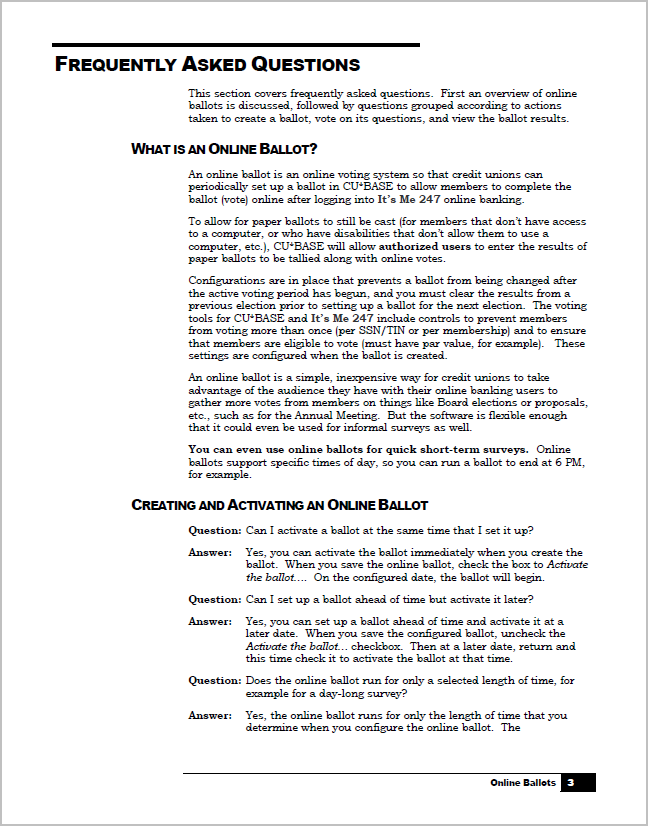 FREQUENTLY ASKED QUESTIONS
This section covers frequently asked questions.  First an overview of online
ballots is discussed, followed by questions grouped according to actions
taken to create a ballot, vote on its questions, and view the ballot results.
WHAT IS AN ONLINE BALLOT?
An online ballot is an online voting system so that credit unions can
periodically set up a ballot in CU*BASE to allow members to complete the
ballot (vote) online after logging into It's Me 247 online banking.
To allow for paper ballots to still be cast (for members that don't have access
to a computer, or who have disabilities that don't allow them to use a
computer, etc.), CU*BASE will allow authorized users to enter the results of
paper ballots to be tallied along with online votes.
Configurations are in place that prevents a ballot from being changed after
the active voting period has begun, and you must clear the results from a
previous election prior to setting up a ballot for the next election.  The voting
tools for CU*BASE and It's Me 247 include controls to prevent members
from voting more than once (per SSN/TIN or per membership) and to ensure
that members are eligible to vote (must have par value, for example).   These
settings are configured when the ballot is created.
An online ballot is a simple, inexpensive way for credit unions to take
advantage of the audience they have with their online banking users to
gather more votes from members on things like Board elections or proposals,
etc., such as for the Annual Meeting.  But the software is flexible enough
that it could even be used for informal surveys as well.
You can even use online ballots for quick short-term surveys.  Online
ballots support specific times of day, so you can run a ballot to end at 6 PM,
for example.
CREATING AND ACTIVATING AN ONLINE BALLOT
Question: Can I activate a ballot at the same time that I set it up?
Answer: Yes, you can activate the ballot immediately when you create the
ballot.  When you save the online ballot, check the box to Activate
the ballot….  On the configured date, the ballot will begin.
Question: Can I set up a ballot ahead of time but activate it later?
Answer: Yes, you can set up a ballot ahead of time and activate it at a
later date.  When you save the configured ballot, uncheck the
Activate the ballot… checkbox.  Then at a later date, return and
this time check it to activate the ballot at that time.
Question: Does the online ballot run for only a selected length of time, for
example for a day-long survey?
Answer: Yes, the online ballot runs for only the length of time that you
determine when you configure the online ballot.  The
Online Ballots 3